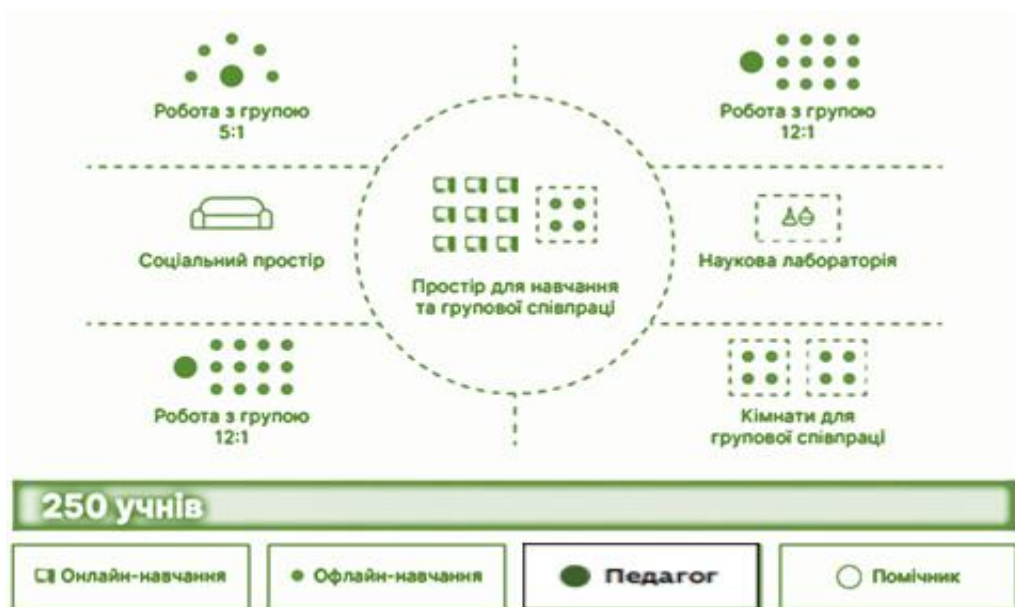 Робота з групою
5:1
Робота з групою
12:1
Соціальний простір
Простір для навчання
та групової співпраці
Наукова лабораторія
Робота з групою
12:1
Кімнати для
групової співпраці
250 учнів
Онлайн-навчання
Офлайн-навчання
Педагог
Помічник